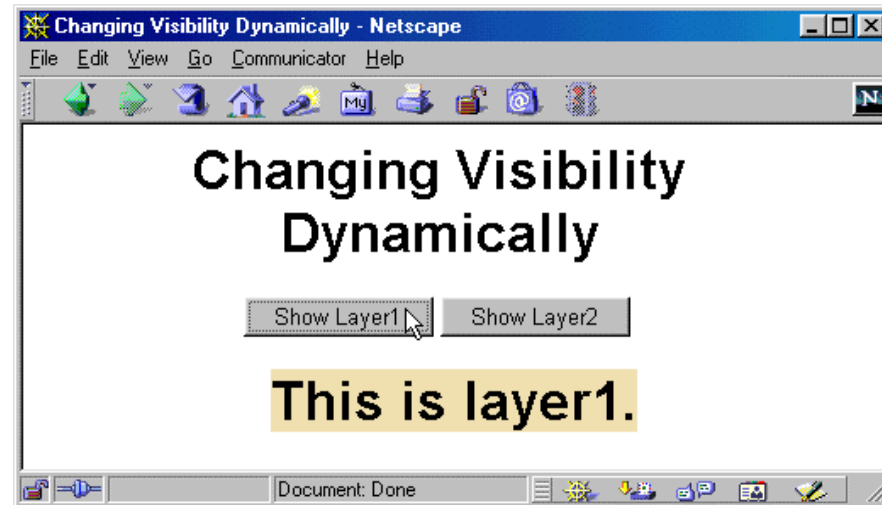 Changing Visibility Dynamically - Netscape
File Edit View Go Communicator Help
My
N
Changing Visibility
Dynamically
Show Layer1 Show Layer2
This is layer1.
Document: Done